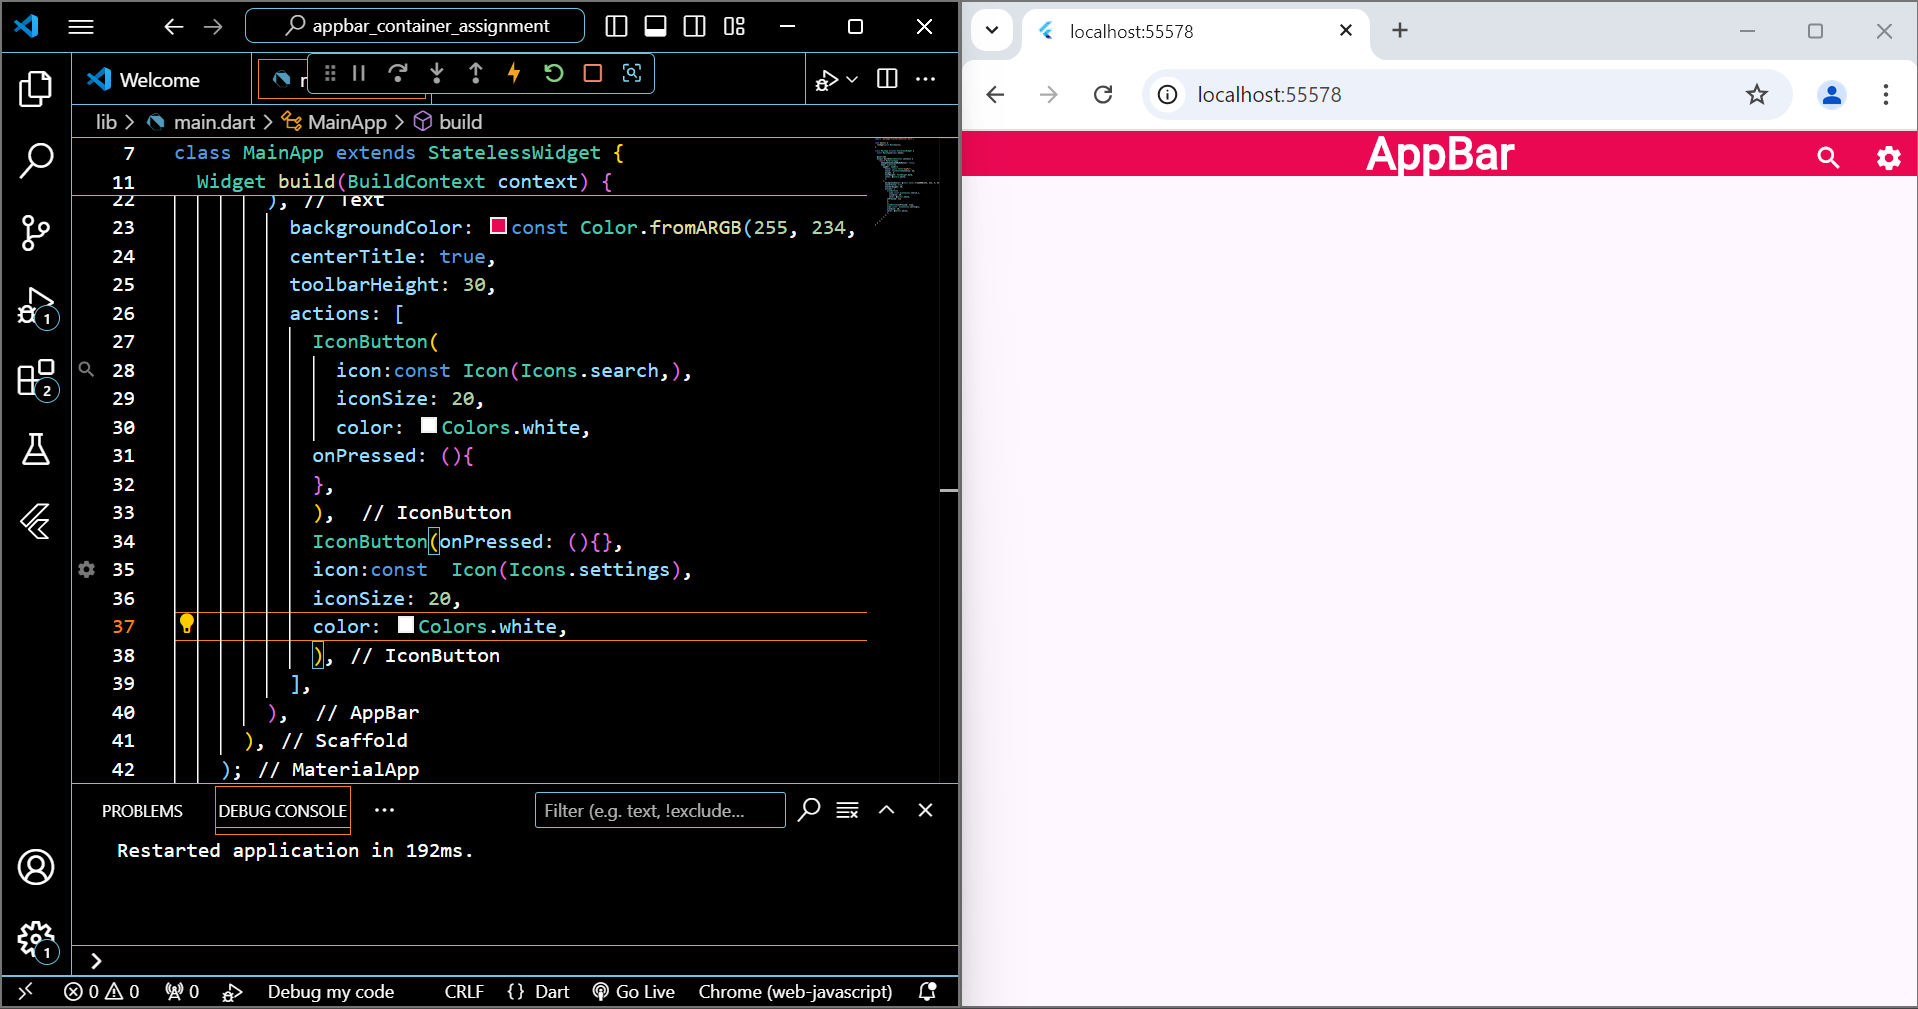 appbar_container_assignment
Welcome
lib > main.dart > MainApp > build
7 class MainApp extends StatelessWidget {
11 Widget build(BuildContext context) {
22 ), // Text
23 backgroundColor: const Color.fromARGB(255, 234,
24 centerTitle: true,
25 toolbarHeight: 30,
26 actions: [
27 IconButton(
28 icon:const Icon(Icons.search,),
29 iconSize: 20,
30 color: Colors.white,
31 onPressed: (){
32 },
33 ), // IconButton
34 IconButton(onPressed: (){},
35 icon:const  Icon(Icons.settings),
36 iconSize: 20,
37 color: Colors.white,
38 ), // IconButton
39 ],
40 ), // AppBar
41 ), // Scaffold
42 ); // MaterialApp
1
2
1
PROBLEMS DEBUG CONSOLE ... Filter (e.g. text, !exclude...
Restarted application in 192ms.
>
0 0 0 Debug my code CRLF {} Dart Go Live Chrome (web-javascript)
localhost:55578
localhost:55578
AppBar